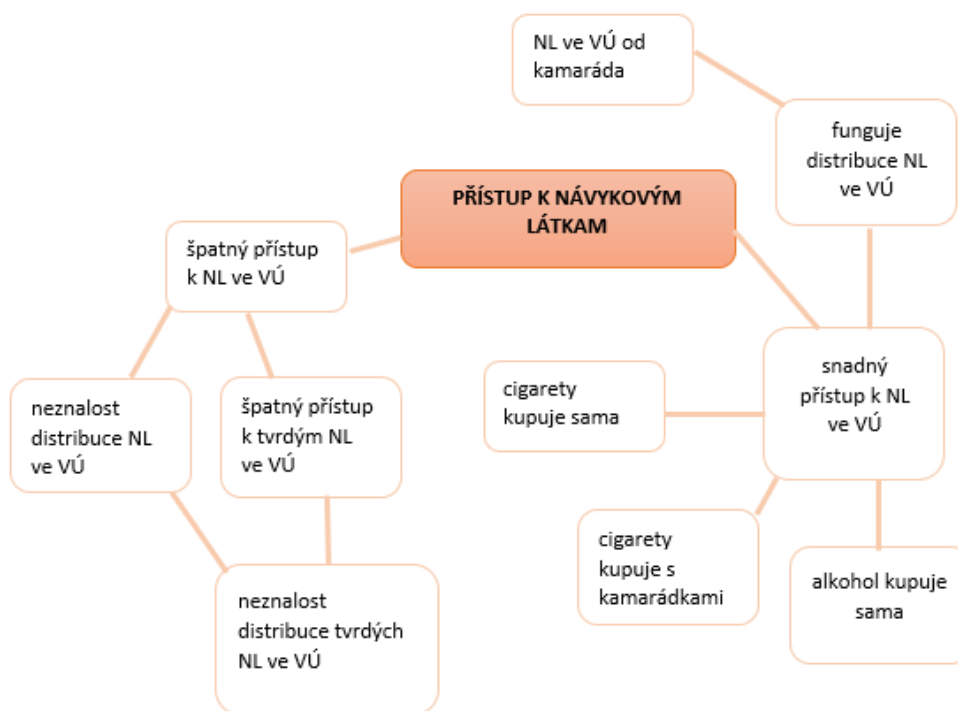 NL ve VÚ od
kamaráda
funguje
distribuce NL
ve VÚ
PŘÍSTUP K NÁVYKOVÝM
LÁTKAM
špatný přístup
k NL ve VÚ
snadný
přístup k NL
ve VÚ
cigarety
kupuje sama
neznalost
distribuce NL
ve VÚ
špatný přístup
k tvrdým NL
ve VÚ
cigarety
kupuje s
kamarádkami
alkohol kupuje
sama
neznalost
distribuce tvrdých
NL ve VÚ